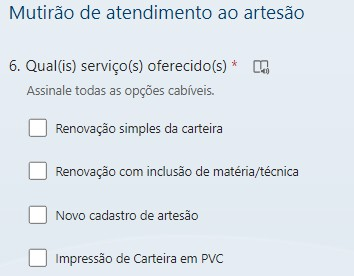 Mutirão de atendimento ao artesão
6. Qual(is) serviço(s) oferecido(s) *
Assinale todas as opções cabíveis.
Renovação simples da carteira
Renovação com inclusão de matéria/técnica
Novo cadastro de artesão
Impressão de Carteira em PVC